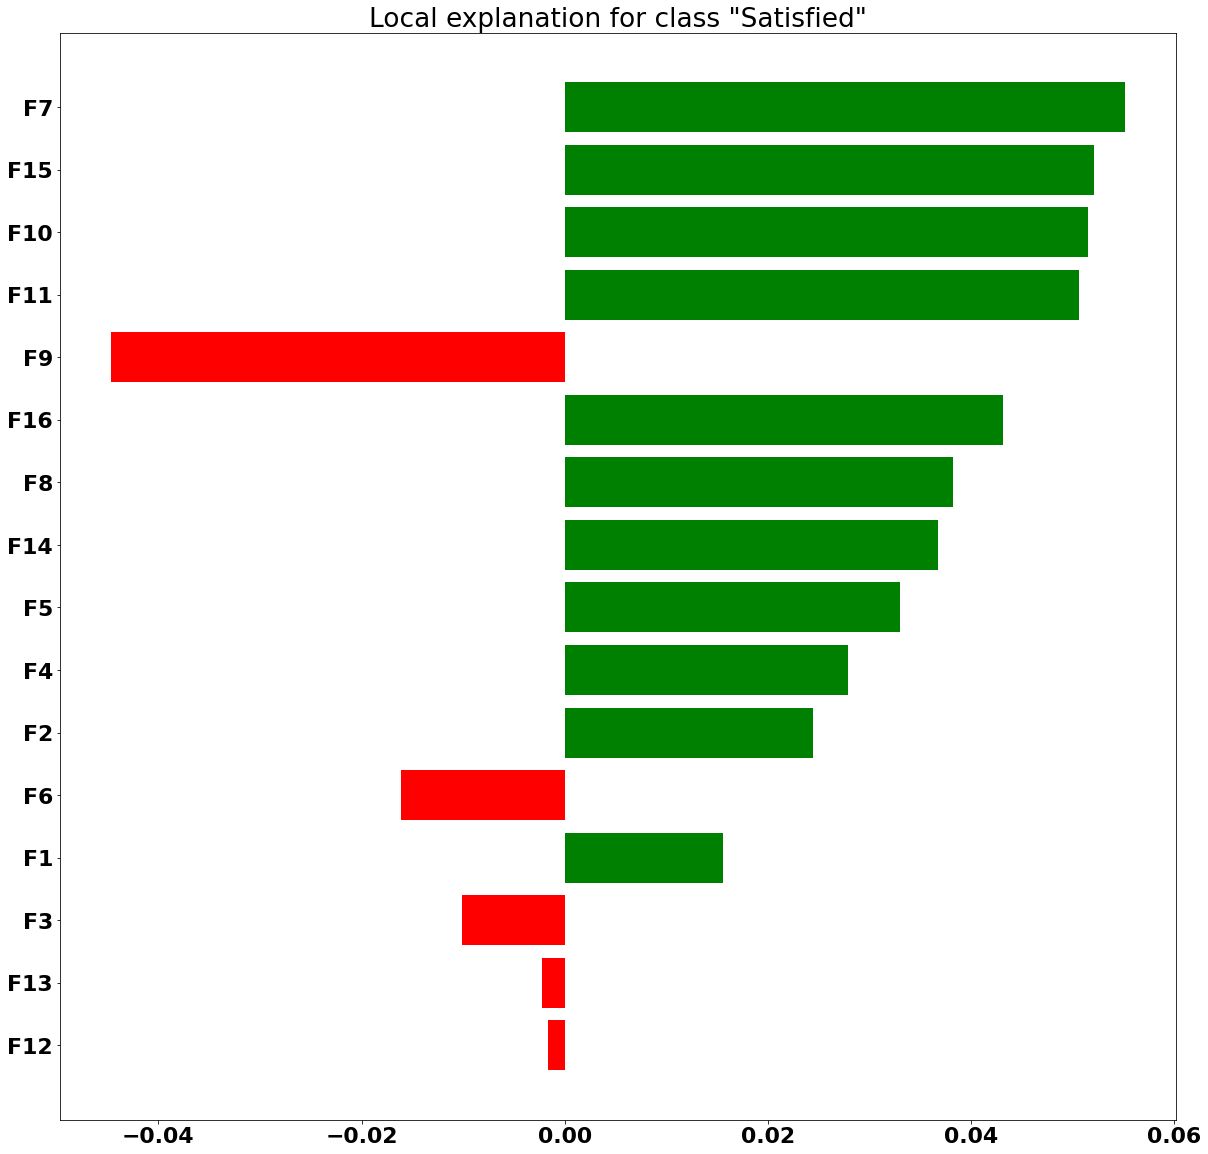 Local explanation for class "Satisfied"
F7
F15
F10
F11
F9
F16
F8
F14
F5
F4
F2
F6
F1
F3
F13
F12
−0.04 −0.02 0.00 0.02 0.04 0.06